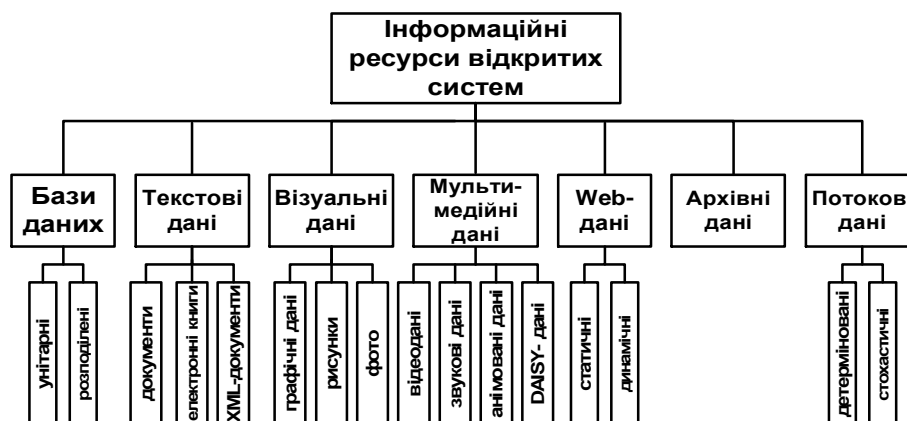 Інформаційні
ресурси відкритих
систем
Бази
даних
Текстові
дані
Візуальні
дані
Мульти-
медійні
дані
Web-
дані
Архівні
дані
Потокові
дані
унітарні
розподілені
документи
електронні книги
XML-документи
графічні дані
рисунки
фото
відеодані
звукові дані
анімовані дані
DAISY- дані
статичні
динамічні
детерміновані
стохастичні